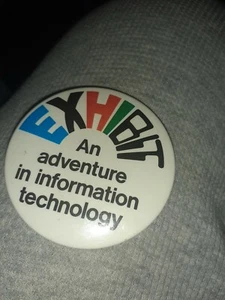 EXHIBIT
An
adventure
in information
technology